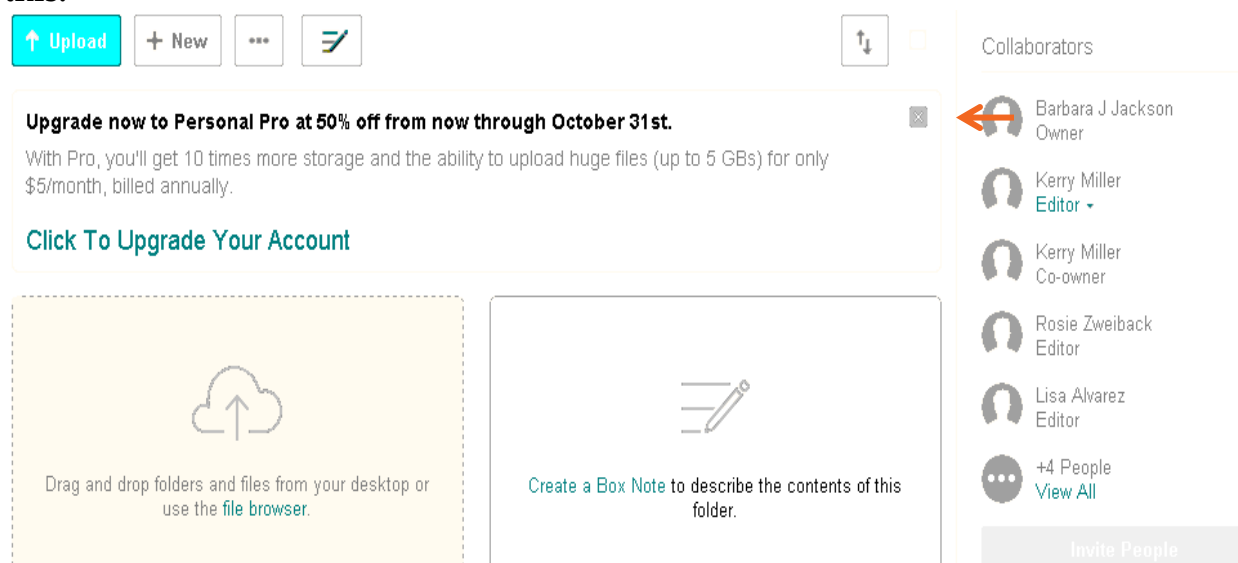 this.
Upload
+ New
Collaborators
Upgrade now to Personal Pro at 50% off from now through October 31st.
With Pro, you'll get 10 times more storage and the ability to upload huge files (up to 5 GBs) for only
$5/month, billed annually.
Click To Upgrade Your Account
Barbara J Jackson
Owner
Kerry Miller
Editor
Kerry Miller
Co-owner
Rosie Zweiback
Editor
Lisa Alvarez
Editor
+4 People
View All
Invite People
Drag and drop folders and files from your desktop or
use the file browser.
Create a Box Note to describe the contents of this
folder.